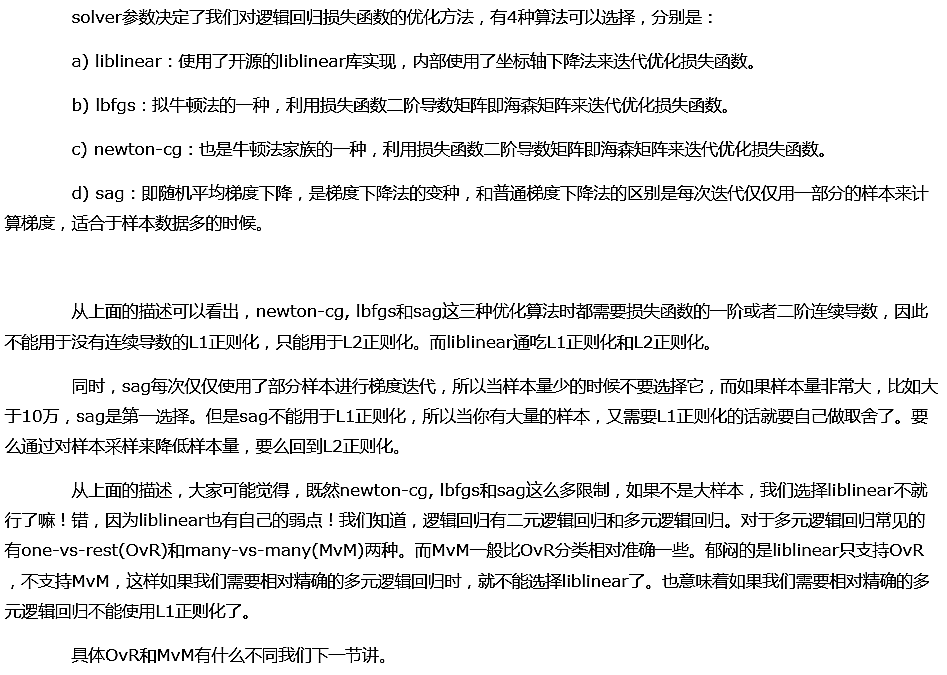 solver参数决定了我们对逻辑回归损失函数的优化方法，有4种算法可以选择，分别是：
a) liblinear：使用了开源的liblinear库实现，内部使用了坐标轴下降法来迭代优化损失函数。
b) lbfgs：拟牛顿法的一种，利用损失函数二阶导数矩阵即海森矩阵来迭代优化损失函数。
c) newton-cg：也是牛顿法家族的一种，利用损失函数二阶导数矩阵即海森矩阵来迭代优化损失函数。
d) sag：即随机平均梯度下降，是梯度下降法的变种，和普通梯度下降法的区别是每次迭代仅仅用一部分的样本来计
算梯度，适合于样本数据多的时候。
从上面的描述可以看出，newton-cg, lbfgs和sag这三种优化算法时都需要损失函数的一阶或者二阶连续导数，因此
不能用于没有连续导数的L1正则化，只能用于L2正则化。而liblinear通吃L1正则化和L2正则化。
同时，sag每次仅仅使用了部分样本进行梯度迭代，所以当样本量少的时候不要选择它，而如果样本量非常大，比如大
于10万，sag是第一选择。但是sag不能用于L1正则化，所以当你有大量的样本，又需要L1正则化的话就要自己做取舍了。要
么通过对样本采样来降低样本量，要么回到L2正则化。
从上面的描述，大家可能觉得，既然newton-cg, lbfgs和sag这么多限制，如果不是大样本，我们选择liblinear不就
行了嘛！错，因为liblinear也有自己的弱点！我们知道，逻辑回归有二元逻辑回归和多元逻辑回归。对于多元逻辑回归常见的
有one-vs-rest(OvR)和many-vs-many(MvM)两种。而MvM一般比OvR分类相对准确一些。郁闷的是liblinear只支持OvR
，不支持MvM，这样如果我们需要相对精确的多元逻辑回归时，就不能选择liblinear了。也意味着如果我们需要相对精确的多
元逻辑回归不能使用L1正则化了。
具体OvR和MvM有什么不同我们下一节讲。